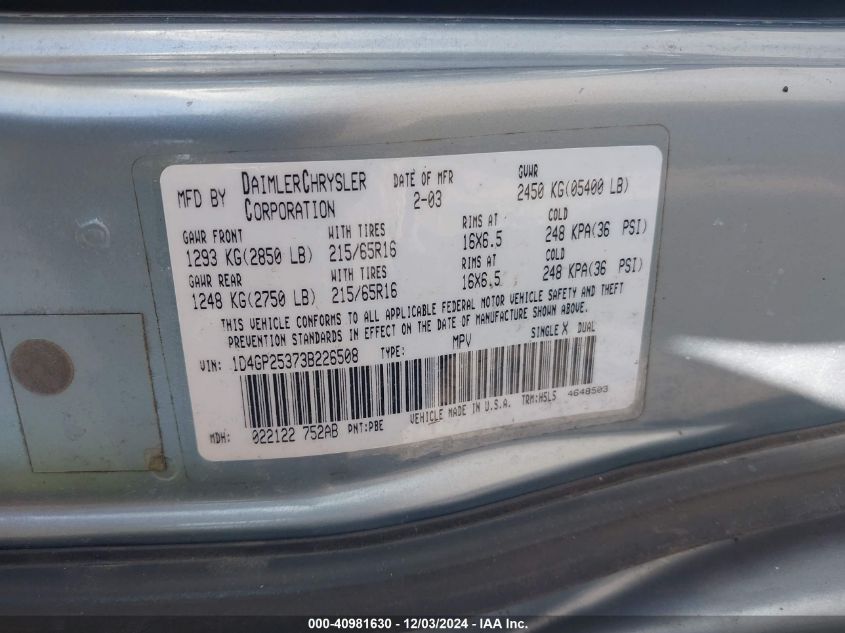 MFD BY DAIMLERCHRYSLER CORPORATION
DATE OF MFR 2-03
GVWR 2450 KG(05400 LB)
GAWR FRONT WITH TIRES RIMS AT COLD
1293 KG(2850 LB) 215/65R16 16X6.5 248 KPA(36 PSI)
GAWR REAR WITH TIRES RIMS AT COLD
1248 KG(2750 LB) 215/65R16 16X6.5 248 KPA(36 PSI)
THIS VEHICLE CONFORMS TO ALL APPLICABLE FEDERAL MOTOR VEHICLE SAFETY AND THEFT
PREVENTION STANDARDS IN EFFECT ON THE DATE OF MANUFACTURE SHOWN ABOVE.
VIN: 1D4GP25373B226508 TYPE: MPV SINGLE X DUAL
MDH: 022122 752AB PNT:PBE VEHICLE MADE IN U.S.A. TRM:H5L5 4648503
000-40981630 - 12/03/2024 - IAA Inc.